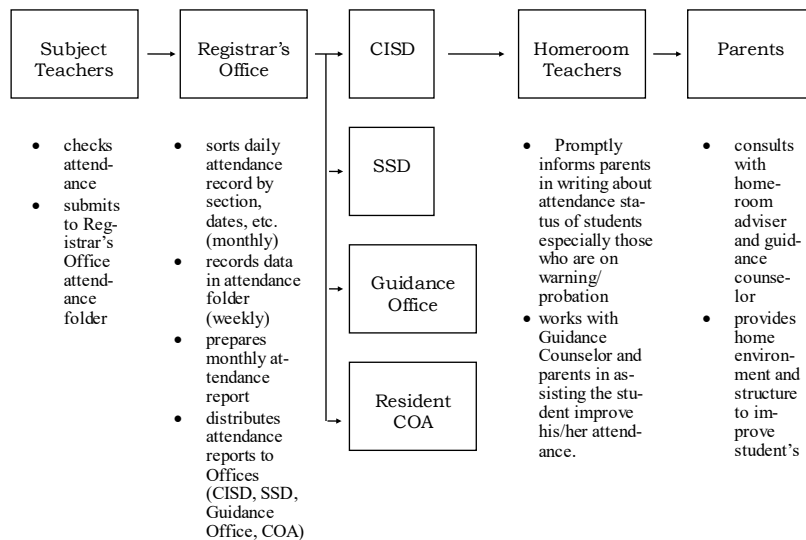 Subject
Teachers
Registrar's
Office
CISD
Homeroom
Teachers
Parents
SSD
Guidance
Office
Resident
COA
• checks
attend-
ance
• submits
to Reg-
istrar's
Office
attend-
ance
folder
• sorts daily
attendance
record by
section,
dates, etc.
(monthly)
• records data
in attendance
folder
(weekly)
• prepares
monthly at-
tendance
report
• distributes
attendance
reports to
Offices
(CISD, SSD,
Guidance
Office, COA)
• Promptly
informs parents
in writing about
attendance sta-
tus of students
especially those
who are on
warning/
probation
• works with
Guidance
Counselor and
parents in as-
sisting the stu-
dent improve
his/her attend-
ance.
• consults
with
home-
room
adviser
and guid-
ance
counse-
lor
• provides
home
environ-
ment and
structure
to im-
prove
student's